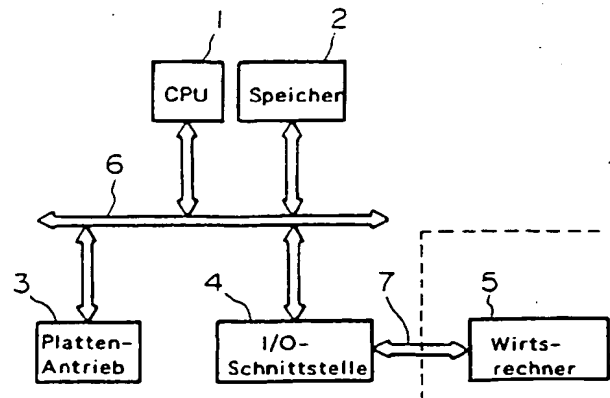 1
2
CPU
Speicher
6
3
4
7
5
Platten-
Antrieb
I/O-
Schnittstelle
Wirts-
rechner